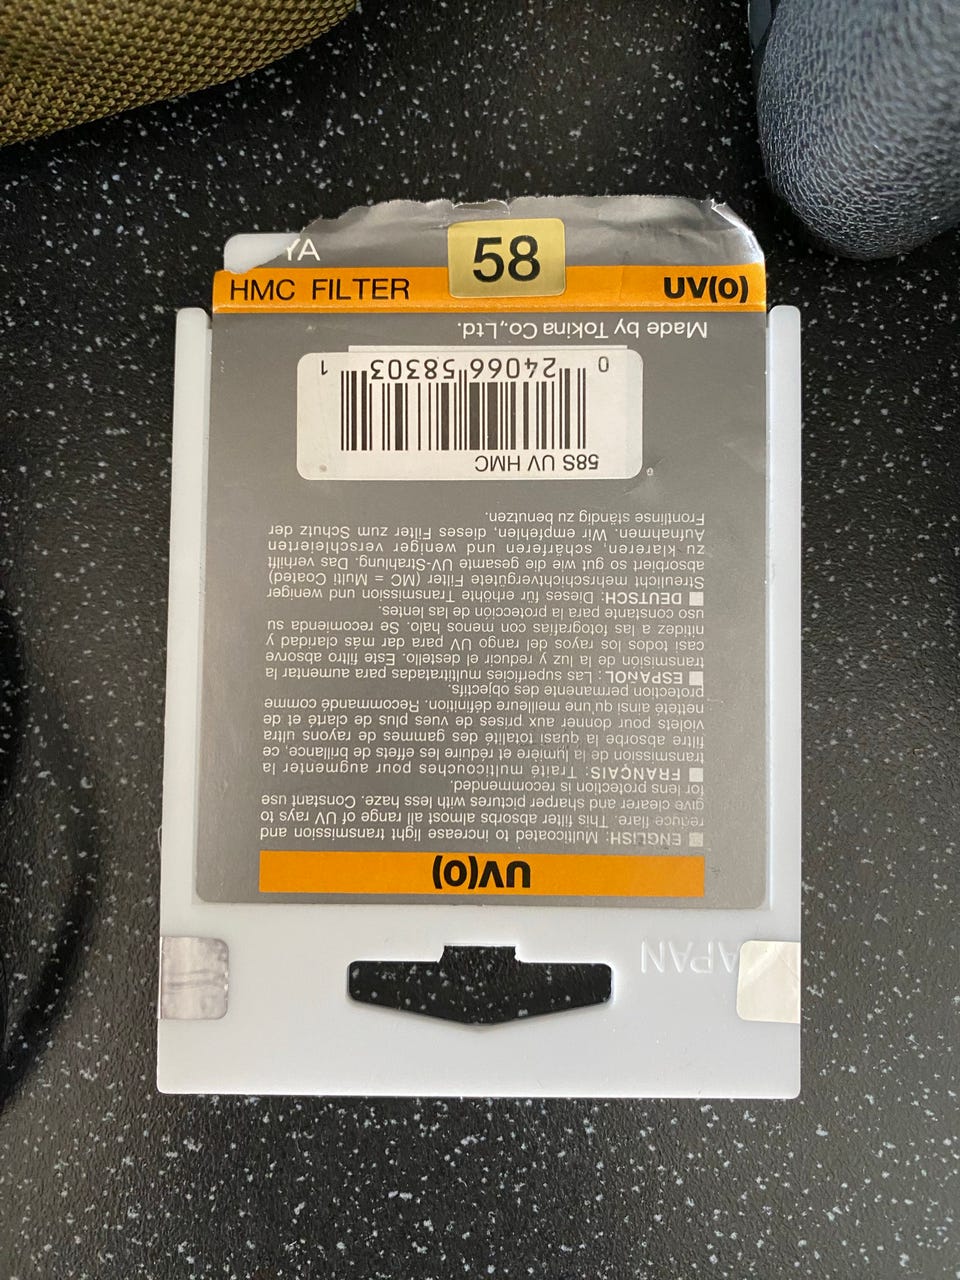 YA
58
HMC FILTER UV(0)
APAN
UV(0)
■ ENGLISH: Multicoated to increase light transmission and
reduce flare. This filter absorbs almost all range of UV rays to
give clearer and sharper pictures with less haze. Constant use
for lens protection is recommended.
■ FRANÇAIS: Traité multicouches pour augmenter la
transmission de la lumière et réduire les effets de brillance, ce
filtre absorbe la quasi totalité des gammes de rayons ultra
violets pour donner aux prises de vues plus de clarté et de
netteté ainsi qu'une meilleure définition. Recommandé comme
protection permanente des objectifs.
■ ESPAÑOL: Las superficies multitratadas para aumentar la
transmisión de la luz y reducir el destello. Este filtro absorve
casi todos los rayos del rango UV para dar más claridad y
nitidez a las fotografías con menos halo. Se recomienda su
uso constante para la protección de las lentes.
■ DEUTSCH: Dieses für erhöhte Transmission und weniger
Streulicht mehrschichtvergütete Filter (MC = Multi Coated)
absorbiert so gut wie die gesamte UV-Strahlung. Das verhilft
zu klareren, schärferen und weniger verschleierten
Aufnahmen. Wir empfehlen, dieses Filter zum Schutz der
Frontlinse ständig zu benutzen.
58S UV HMC
0 24066 58303 1
Made by Tokina Co.,Ltd.